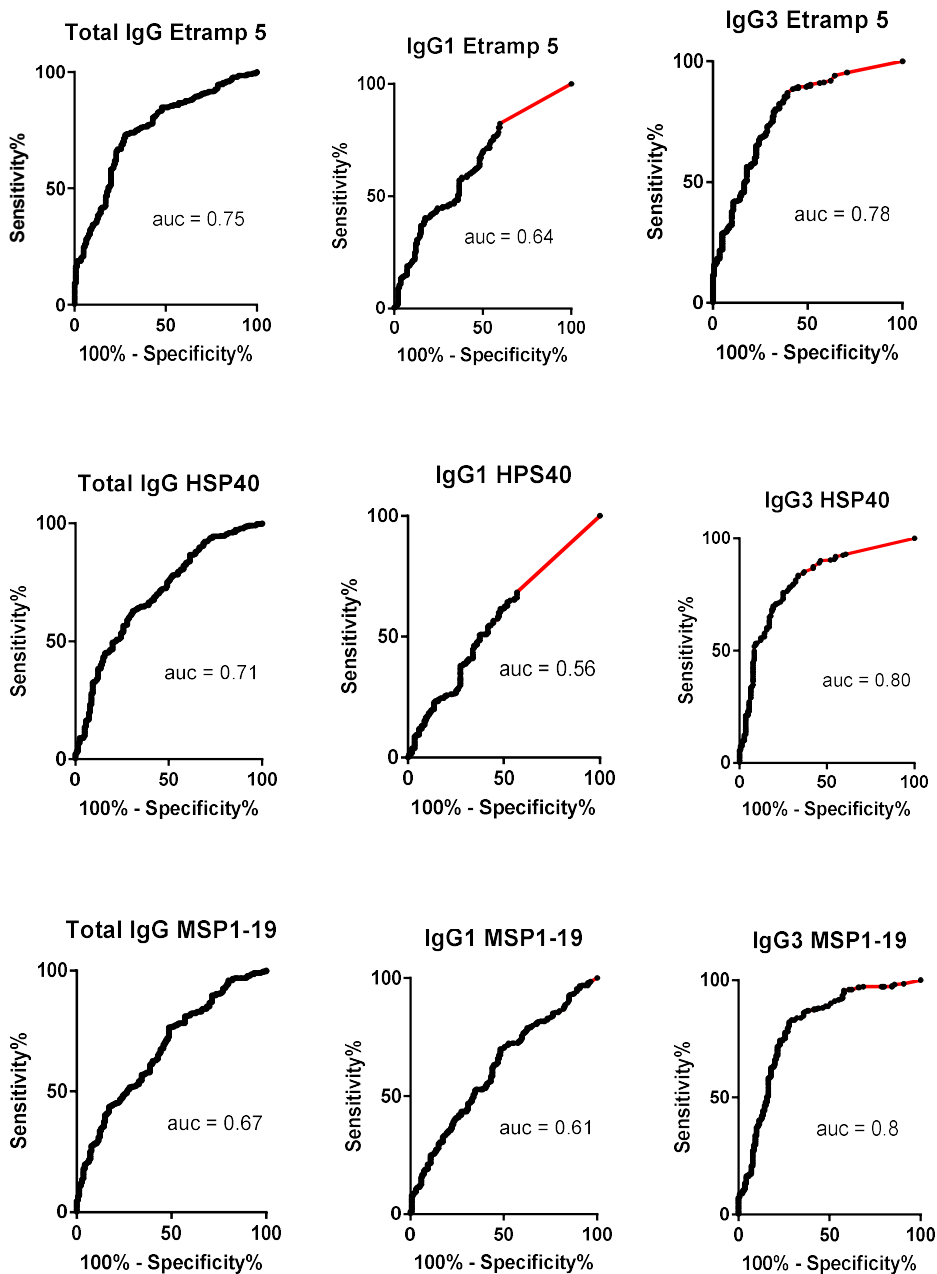 Total IgG Etramp 5
100
50
0
Sensitivity%
auc = 0.75
0 50 100
100% - Specificity%
IgG1 Etramp 5
100
50
0
Sensitivity%
auc = 0.64
0 50 100
100% - Specificity%
IgG3 Etramp 5
100
50
0
Sensitivity%
auc = 0.78
0 50 100
100% - Specificity%
Total IgG HSP40
100
50
0
Sensitivity%
auc = 0.71
0 50 100
100% - Specificity%
IgG1 HPS40
100
50
0
Sensitivity%
auc = 0.56
0 50 100
100% - Specificity%
IgG3 HSP40
100
50
0
Sensitivity%
auc = 0.80
0 50 100
100% - Specificity%
Total IgG MSP1-19
100
50
0
Sensitivity%
auc = 0.67
0 50 100
100% - Specificity%
IgG1 MSP1-19
100
50
0
Sensitivity%
auc = 0.61
0 50 100
100% - Specificity%
IgG3 MSP1-19
100
50
0
Sensitivity%
auc = 0.8
0 50 100
100% - Specificity%